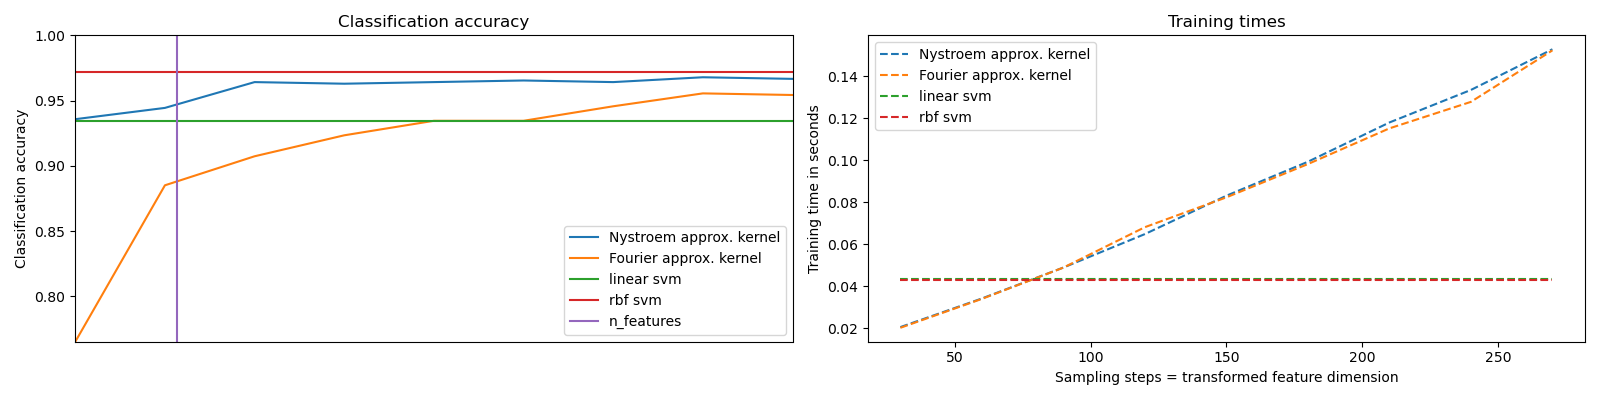 Classification accuracy
1.00
0.95
0.90
0.85
0.80
Classification accuracy
Nystroem approx. kernel
Fourier approx. kernel
linear svm
rbf svm
n_features
Training times
0.14
0.12
0.10
0.08
0.06
0.04
0.02
Training time in seconds
Nystroem approx. kernel
Fourier approx. kernel
linear svm
rbf svm
50
100
150
200
250
Sampling steps = transformed feature dimension